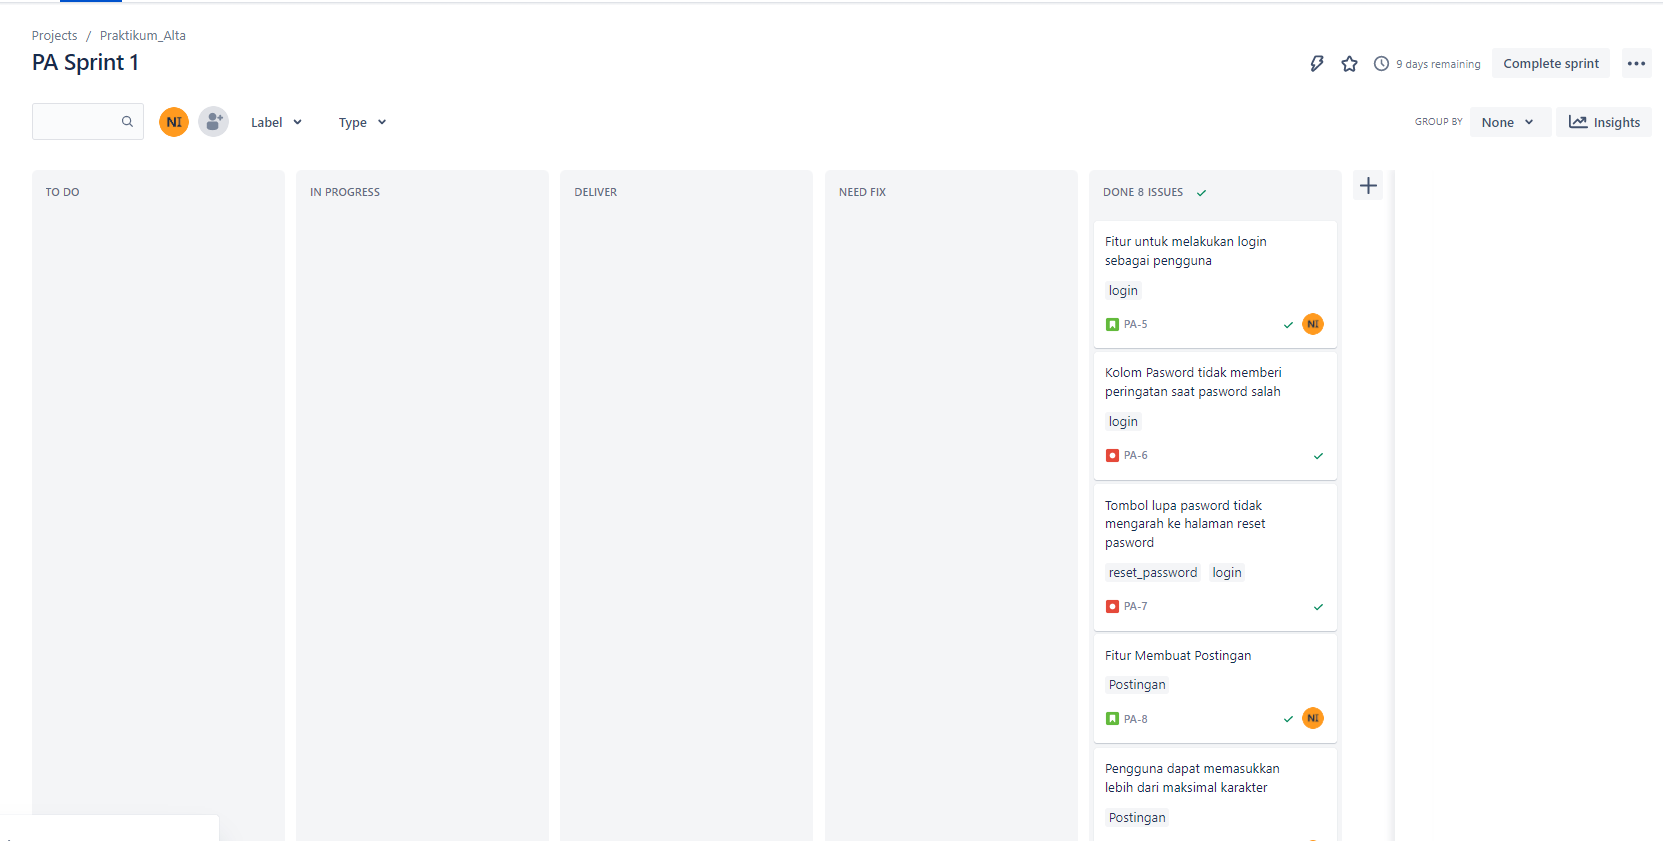 Projects / Praktikum_Alta
PA Sprint 1
9 days remaining
Complete sprint
NI
Label
Type
GROUP BY
None
Insights
TO DO
IN PROGRESS
DELIVER
NEED FIX
DONE 8 ISSUES
Fitur untuk melakukan login
sebagai pengguna
login
PA-5
NI
Kolom Pasword tidak memberi
peringatan saat pasword salah
login
PA-6
Tombol lupa pasword tidak
mengarah ke halaman reset
pasword
reset_password login
PA-7
Fitur Membuat Postingan
Postingan
PA-8
NI
Pengguna dapat memasukkan
lebih dari maksimal karakter
Postingan